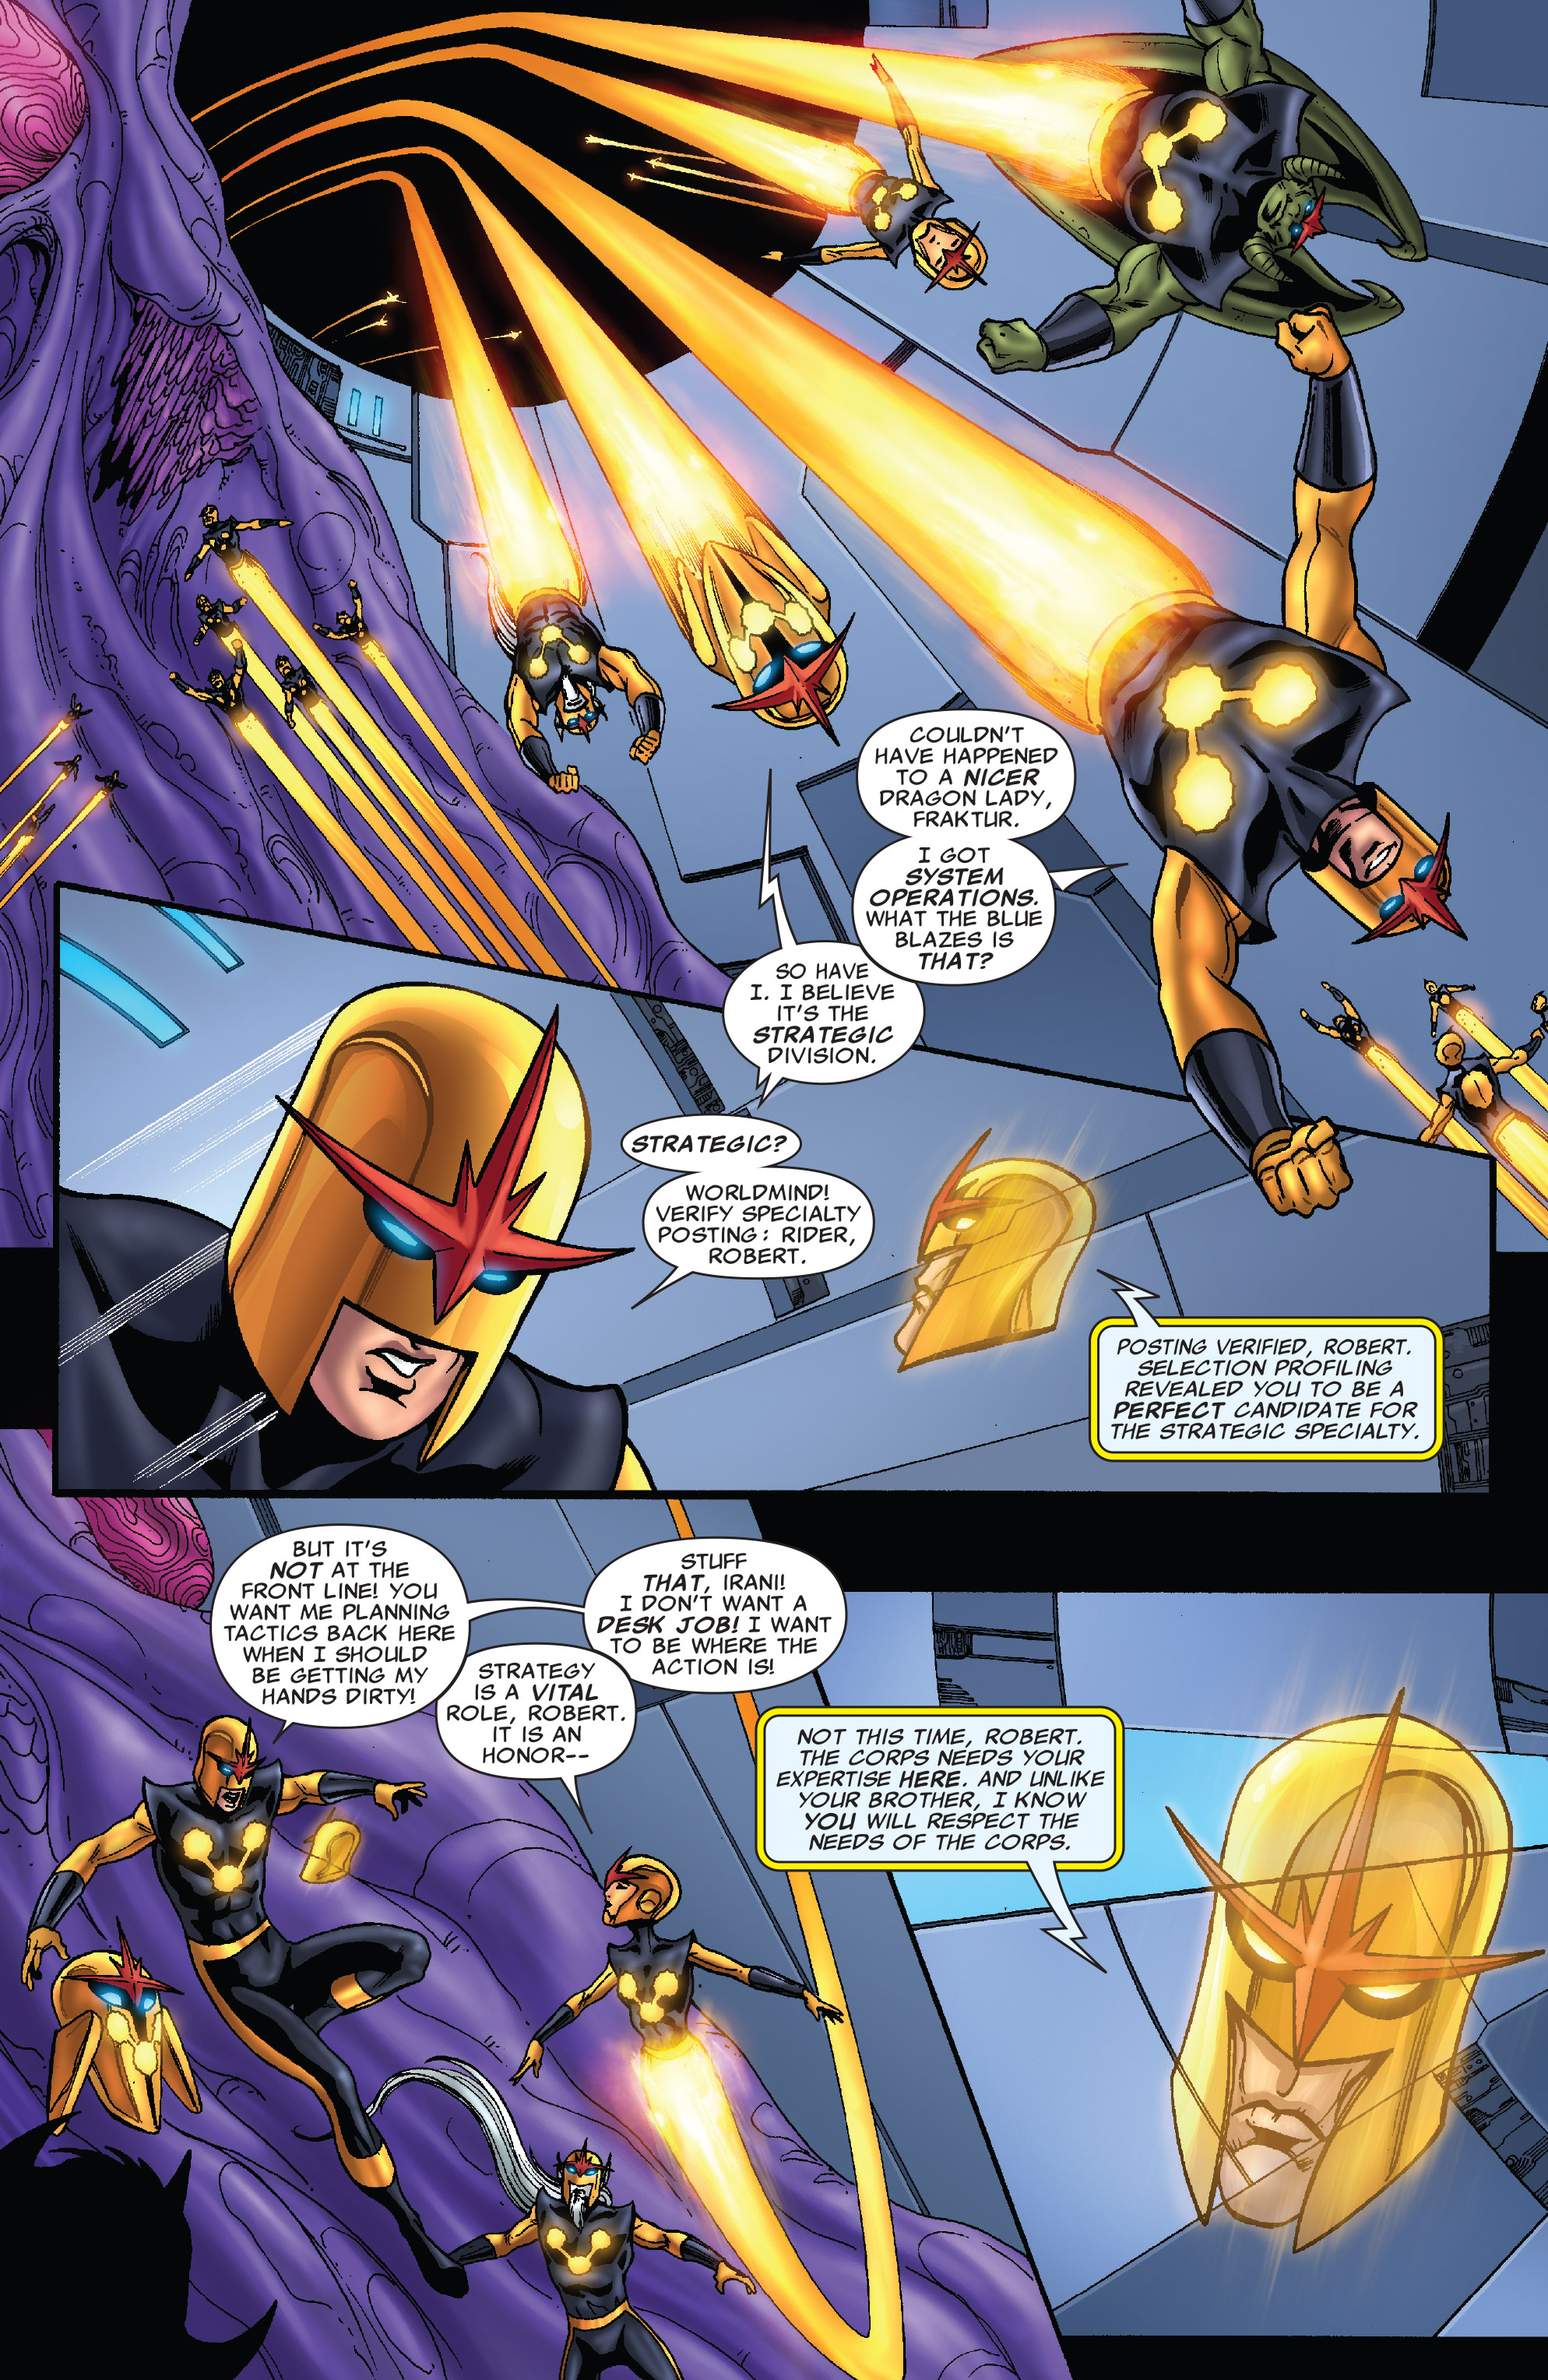 COULDN'T
HAVE HAPPENED
TO A NICER
DRAGON LADY,
FRAKTUR.
I GOT
SYSTEM
OPERATIONS.
WHAT THE BLUE
BLAZES IS
THAT?
SO HAVE
I. I BELIEVE
IT'S THE
STRATEGIC
DIVISION.
STRATEGIC?
WORLDMIND!
VERIFY SPECIALTY
POSTING: RIDER,
ROBERT.
POSTING VERIFIED, ROBERT.
SELECTION PROFILING
REVEALED YOU TO BE A
PERFECT CANDIDATE FOR
THE STRATEGIC SPECIALTY.
BUT IT'S
NOT AT THE
FRONT LINE! YOU
WANT ME PLANNING
TACTICS BACK HERE
WHEN I SHOULD
BE GETTING MY
HANDS DIRTY!
STRATEGY
IS A VITAL
ROLE, ROBERT.
IT IS AN
HONOR--
STUFF
THAT, IRANI!
I DON'T WANT A
DESK JOB! I WANT
TO BE WHERE THE
ACTION IS!
NOT THIS TIME, ROBERT.
THE CORPS NEEDS YOUR
EXPERTISE HERE. AND UNLIKE
YOUR BROTHER, I KNOW
YOU WILL RESPECT THE
NEEDS OF THE CORPS.